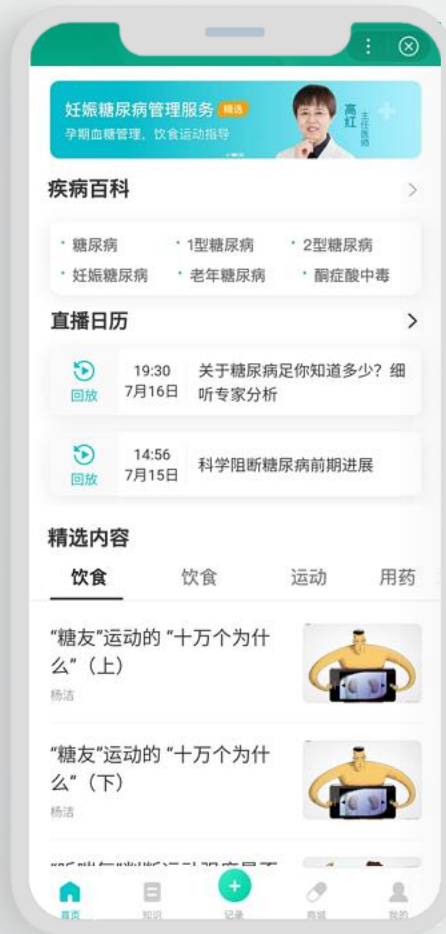 妊娠糖尿病管理服务 精选
孕期血糖管理，饮食运动指导
高红 主任医师
疾病百科
糖尿病 1型糖尿病 2型糖尿病
妊娠糖尿病 老年糖尿病 酮症酸中毒
直播日历
19:30 关于糖尿病足你知道多少？细
回放 7月16日 听专家分析
14:56
回放 7月15日 科学阻断糖尿病前期进展
精选内容
饮食 饮食 运动 用药
“糖友”运动的 “十万个为什
么”（上）
杨洁
“糖友”运动的 “十万个为什
么“（下）
杨洁
首页 知识 记录 商城 我的